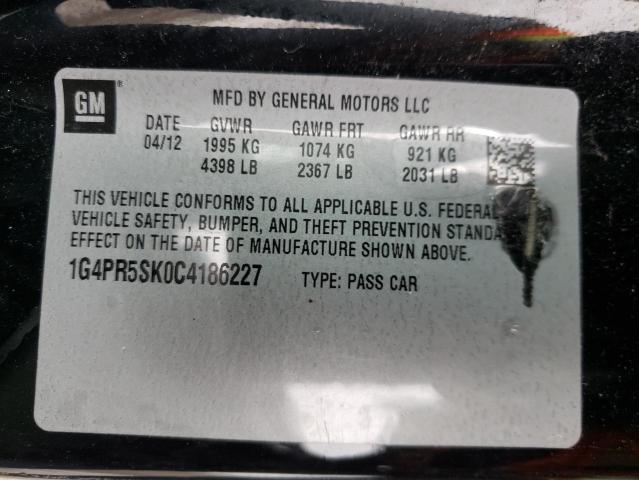 GM
MFD BY GENERAL MOTORS LLC
DATE GVWR GAWR FRT GAWR RR
04/12 1995 KG 1074 KG 921 KG
4398 LB 2367 LB 2031 LB
THIS VEHICLE CONFORMS TO ALL APPLICABLE U.S. FEDERAL
VEHICLE SAFETY, BUMPER, AND THEFT PREVENTION STANDA
EFFECT ON THE DATE OF MANUFACTURE SHOWN ABOVE.
1G4PR5SK0C4186227 TYPE: PASS CAR